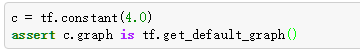 c = tf.constant(4.0)
assert c.graph is tf.get_default_graph()